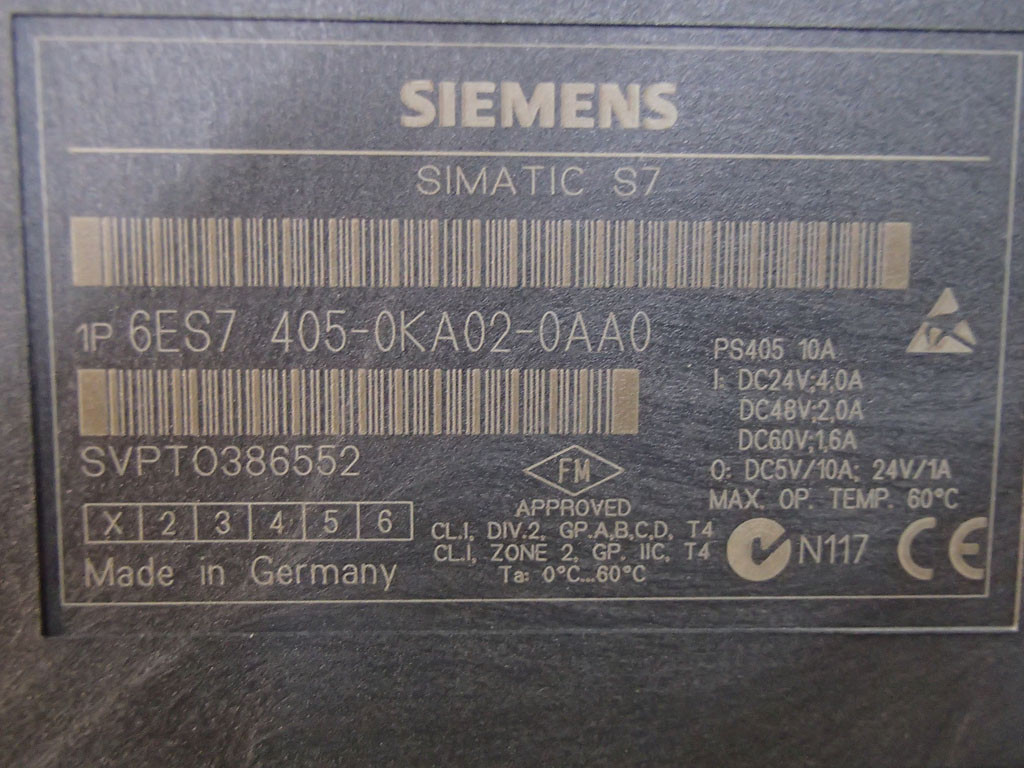 SIEMENS
SIMATIC S7
1P 6ES7 405-0KA02-0AA0
SVPTO386552
X 2 3 4 5 6
Made in Germany
FM
APPROVED
CL.I, DIV.2, GP.A,B,C,D, T4
CL.I, ZONE 2, GP. IIC, T4
Ta: 0°C...60°C
PS405 10A
I: DC24V;4,0A
DC48V;2,0A
DC60V;1,6A
O: DC5V/10A; 24V/1A
MAX. OP. TEMP. 60°C
N117
CE